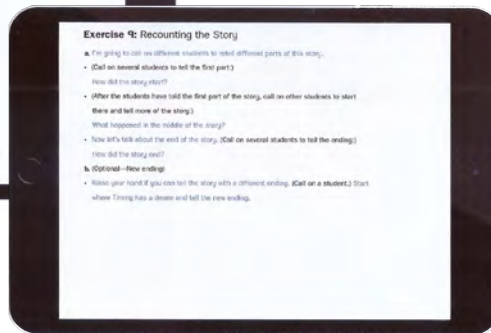 Exercise 9: Recounting the Story
a. I'm going to call on different students to retell different parts of this story.
• (Call on several students to tell the first part.)
How did the story start?
• (After the students have told the first part of the story, call on other students to start
there and tell more of the story.)
What happened in the middle of the story?
• Now let's talk about the end of the story. (Call on several students to tell the ending.)
How did the story end?
b. (Optional—New ending)
• Raise your hand if you can tell the story with a different ending. (Call on a student.) Start
where Timmy has a desire and tell the new ending.